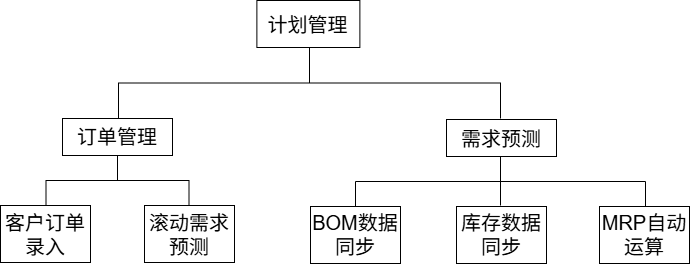 计划管理
订单管理
需求预测
客户订单
录入
滚动需求
预测
BOM数据
同步
库存数据
同步
MRP自动
运算